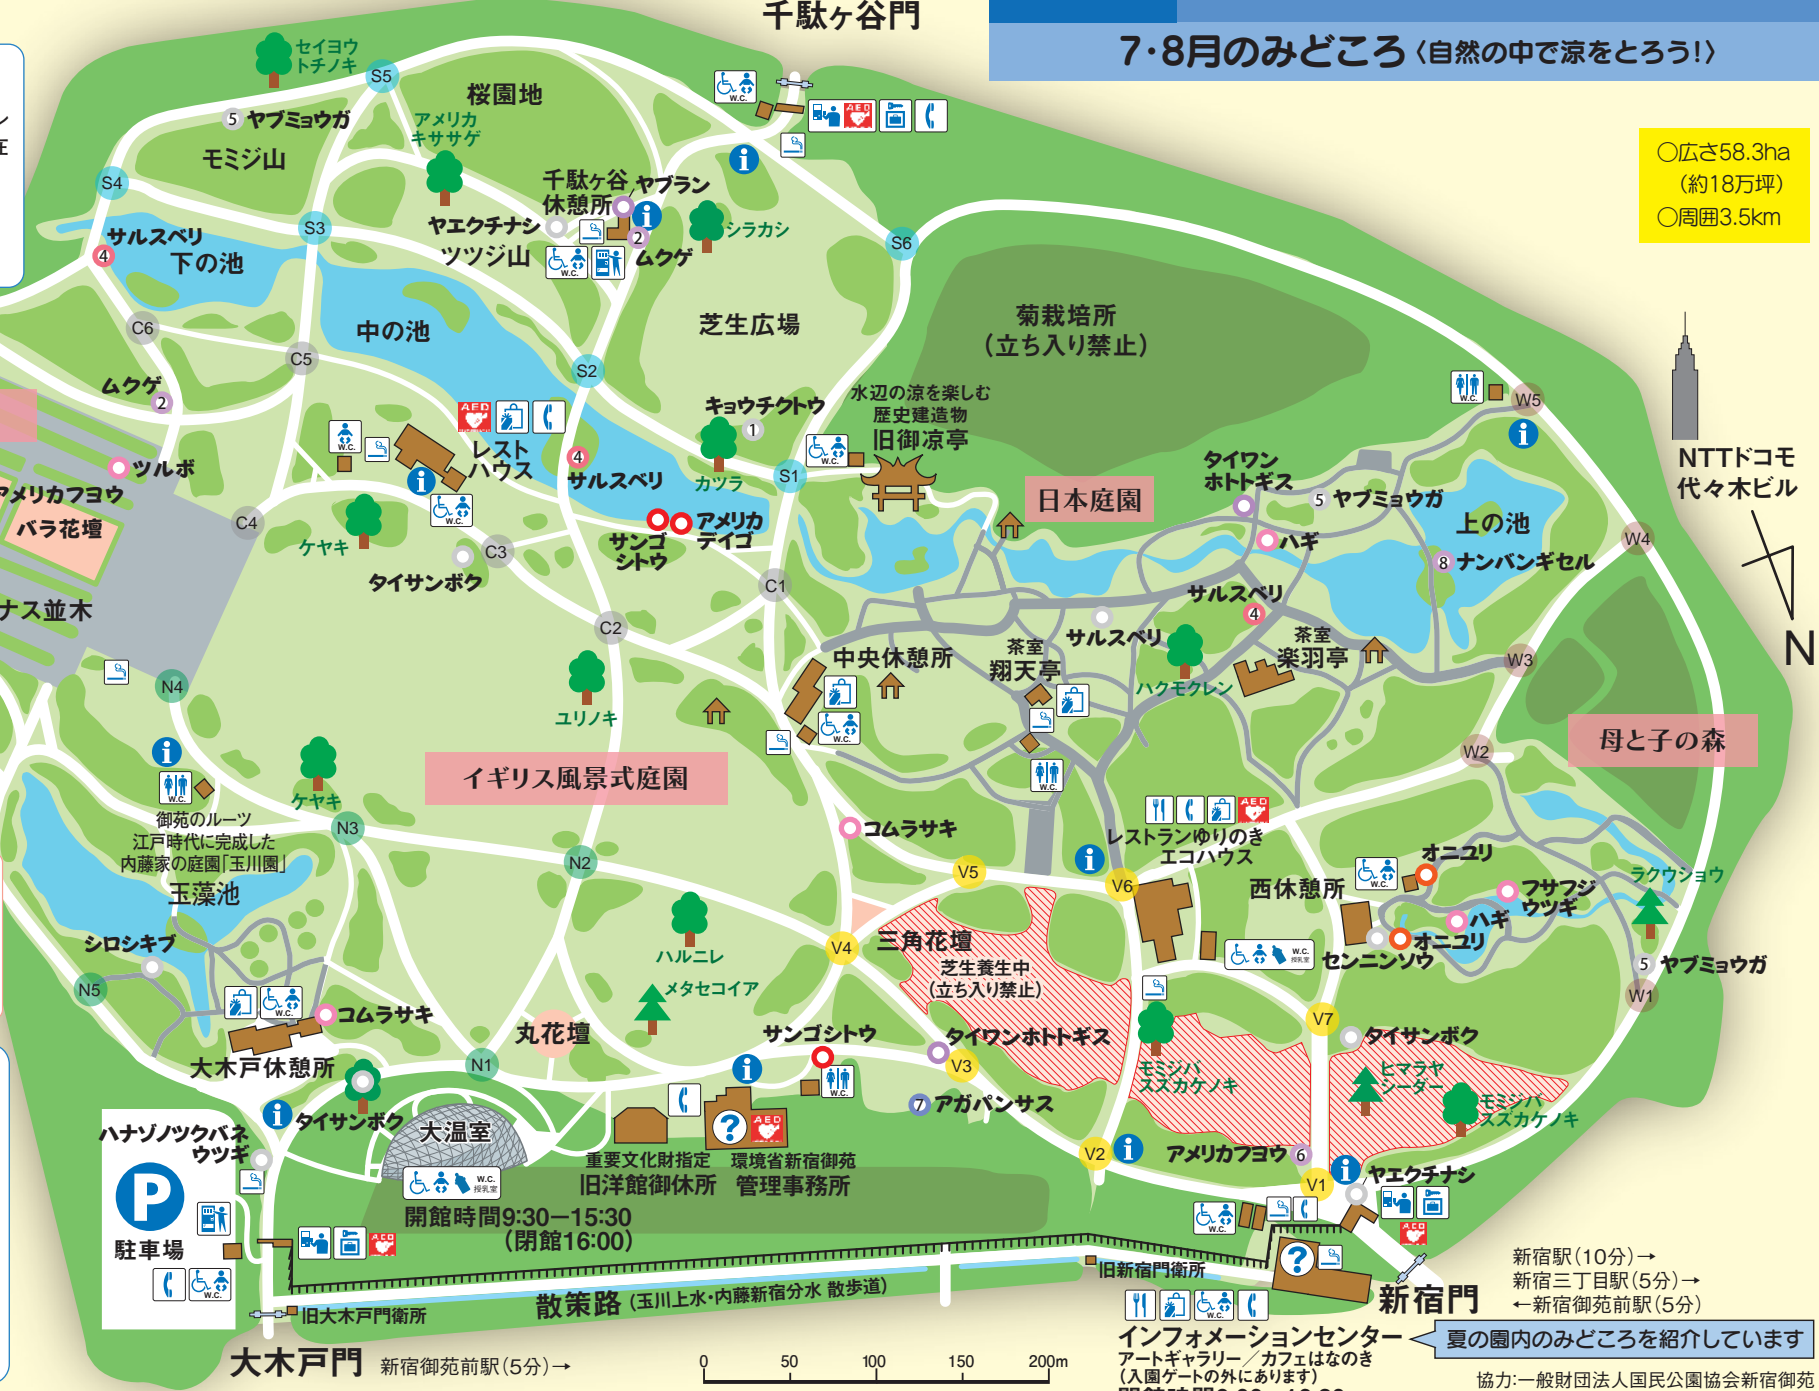 千駄ヶ谷門
7・8月のみどころ〈自然の中で涼をとろう!〉
○広さ58.3ha
(約18万坪)
○周囲3.5km
セイヨウ
トチノキ
S5
桜園地
5 ヤブミョウガ
アメリカ
キササゲ
モミジ山
W.C.
AED
S4
千駄ヶ谷
休憩所
ヤブラン
ヤエクチナシ
ツツジ山
W.C.
2
ムクゲ
シラカシ
S6
S3
サルスベリ
4
下の池
C6
中の池
芝生広場
菊栽培所
(立ち入り禁止)
C5
S2
ムクゲ
2
キョウチクトウ
1
水辺の涼を楽しむ
歴史建造物
旧御凉亭
W.C.
W5
NTTドコモ
代々木ビル
N
AED
レスト
ハウス
W.C.
W.C.
4
サルスベリ
カツラ
W.C.
S1
ツルボ
アメリカフヨウ
バラ花壇
C4
ケヤキ
タイサンボク
C3
サンゴ
シトウ
アメリカ
デイゴ
日本庭園
タイワン
ホトトギス
5 ヤブミョウガ
ハギ
上の池
8 ナンバンギセル
W4
ナス並木
C1
C2
サルスベリ
4
サルスベリ
茶室
翔天亭
ハクモクレン
茶室
楽羽亭
W3
中央休憩所
W.C.
N4
ユリノキ
W.C.
母と子の森
W2
イギリス風景式庭園
W.C.
ケヤキ
御苑のルーツ
江戸時代に完成した
内藤家の庭園「玉川園」
玉藻池
N3
コムラサキ
AED
レストランゆりのき
エコハウス
N2
V5
V6
西休憩所
W.C.
オニユリ
フサフジ
ウツギ
ラクウショウ
ハギ
オニユリ
センニンソウ
W.C.
授乳室
5 ヤブミョウガ
W1
シロシキブ
N5
ハルニレ
メタセコイア
V4
三角花壇
芝生養生中
(立ち入り禁止)
W.C.
コムラサキ
大木戸休憩所
丸花壇
サンゴシトウ
タイワンホトトギス
V3
V7
タイサンボク
モミジバ
スズカケノキ
ヒマラヤ
シーダー
モミジバ
スズカケノキ
N1
W.C.
タイサンボク
大温室
7 アガパンサス
?
AED
重要文化財指定
旧洋館御休所
環境省新宿御苑
管理事務所
V2
アメリカフヨウ 6
V1
ヤエクチナシ
ハナゾノツクバネ
ウツギ
P
駐車場
W.C.
授乳室
開館時間9:30−15:30
(閉館16:00)
AED
W.C.
W.C.
AED
?
旧大木戸門衛所
散策路(玉川上水・内藤新宿分水 散歩道)
旧新宿門衛所
新宿門
新宿駅(10分)→
新宿三丁目駅(5分)→
←新宿御苑前駅(5分)
W.C.
大木戸門 新宿御苑前駅(5分)→
0 50 100 150 200m
インフォメーションセンター
アートギャラリー/カフェはなのき
(入園ゲートの外にあります)
夏の園内のみどころを紹介しています
協力:一般財団法人国民公園協会新宿御苑